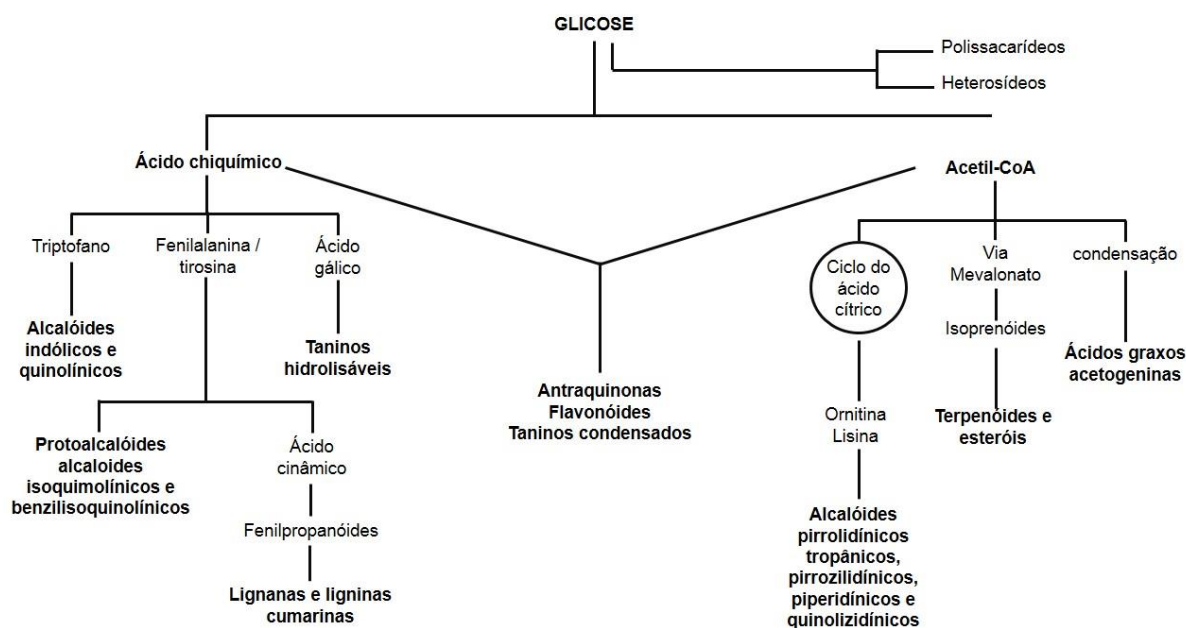 GLICOSE
Polissacarídeos
Heterosídeos
Ácido chiquímico
Acetil-CoA
Triptofano
Fenilalanina /
tirosina
Ácido
gálico
Ciclo do
ácido
cítrico
Via
Mevalonato
condensação
Alcalóides
indólicos e
quinolínicos
Taninos
hidrolisáveis
Isoprenóides
Ácidos graxos
acetogeninas
Antraquinonas
Flavonóides
Taninos condensados
Ornitina
Lisina
Terpenóides e
esteróis
Protoalcalóides
alcaloides
isoquimolínicos e
benzilisoquinolínicos
Ácido
cinâmico
Fenilpropanóides
Lignanas e ligninas
cumarinas
Alcalóides
pirrolidínicos
tropânicos,
pirrozilidínicos,
piperidínicos e
quinolizidínicos